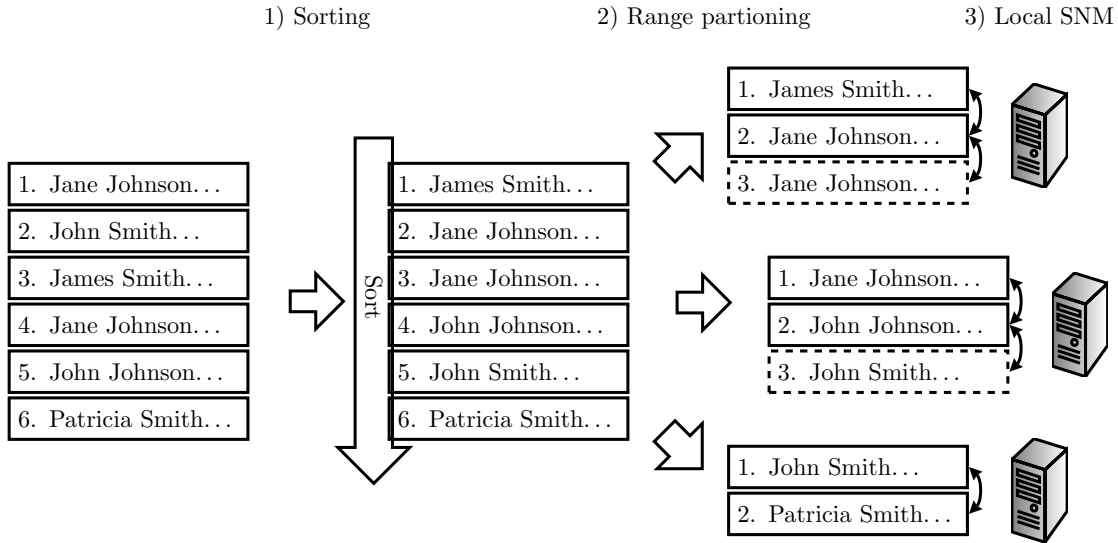 1) Sorting
2) Range partioning
3) Local SNM
1. Jane Johnson...
2. John Smith...
3. James Smith...
4. Jane Johnson...
5. John Johnson...
6. Patricia Smith...
Sort
1. James Smith...
2. Jane Johnson...
3. Jane Johnson...
4. John Johnson...
5. John Smith...
6. Patricia Smith...
1. James Smith...
2. Jane Johnson...
3. Jane Johnson...
1. Jane Johnson...
2. John Johnson...
3. John Smith...
1. John Smith...
2. Patricia Smith...